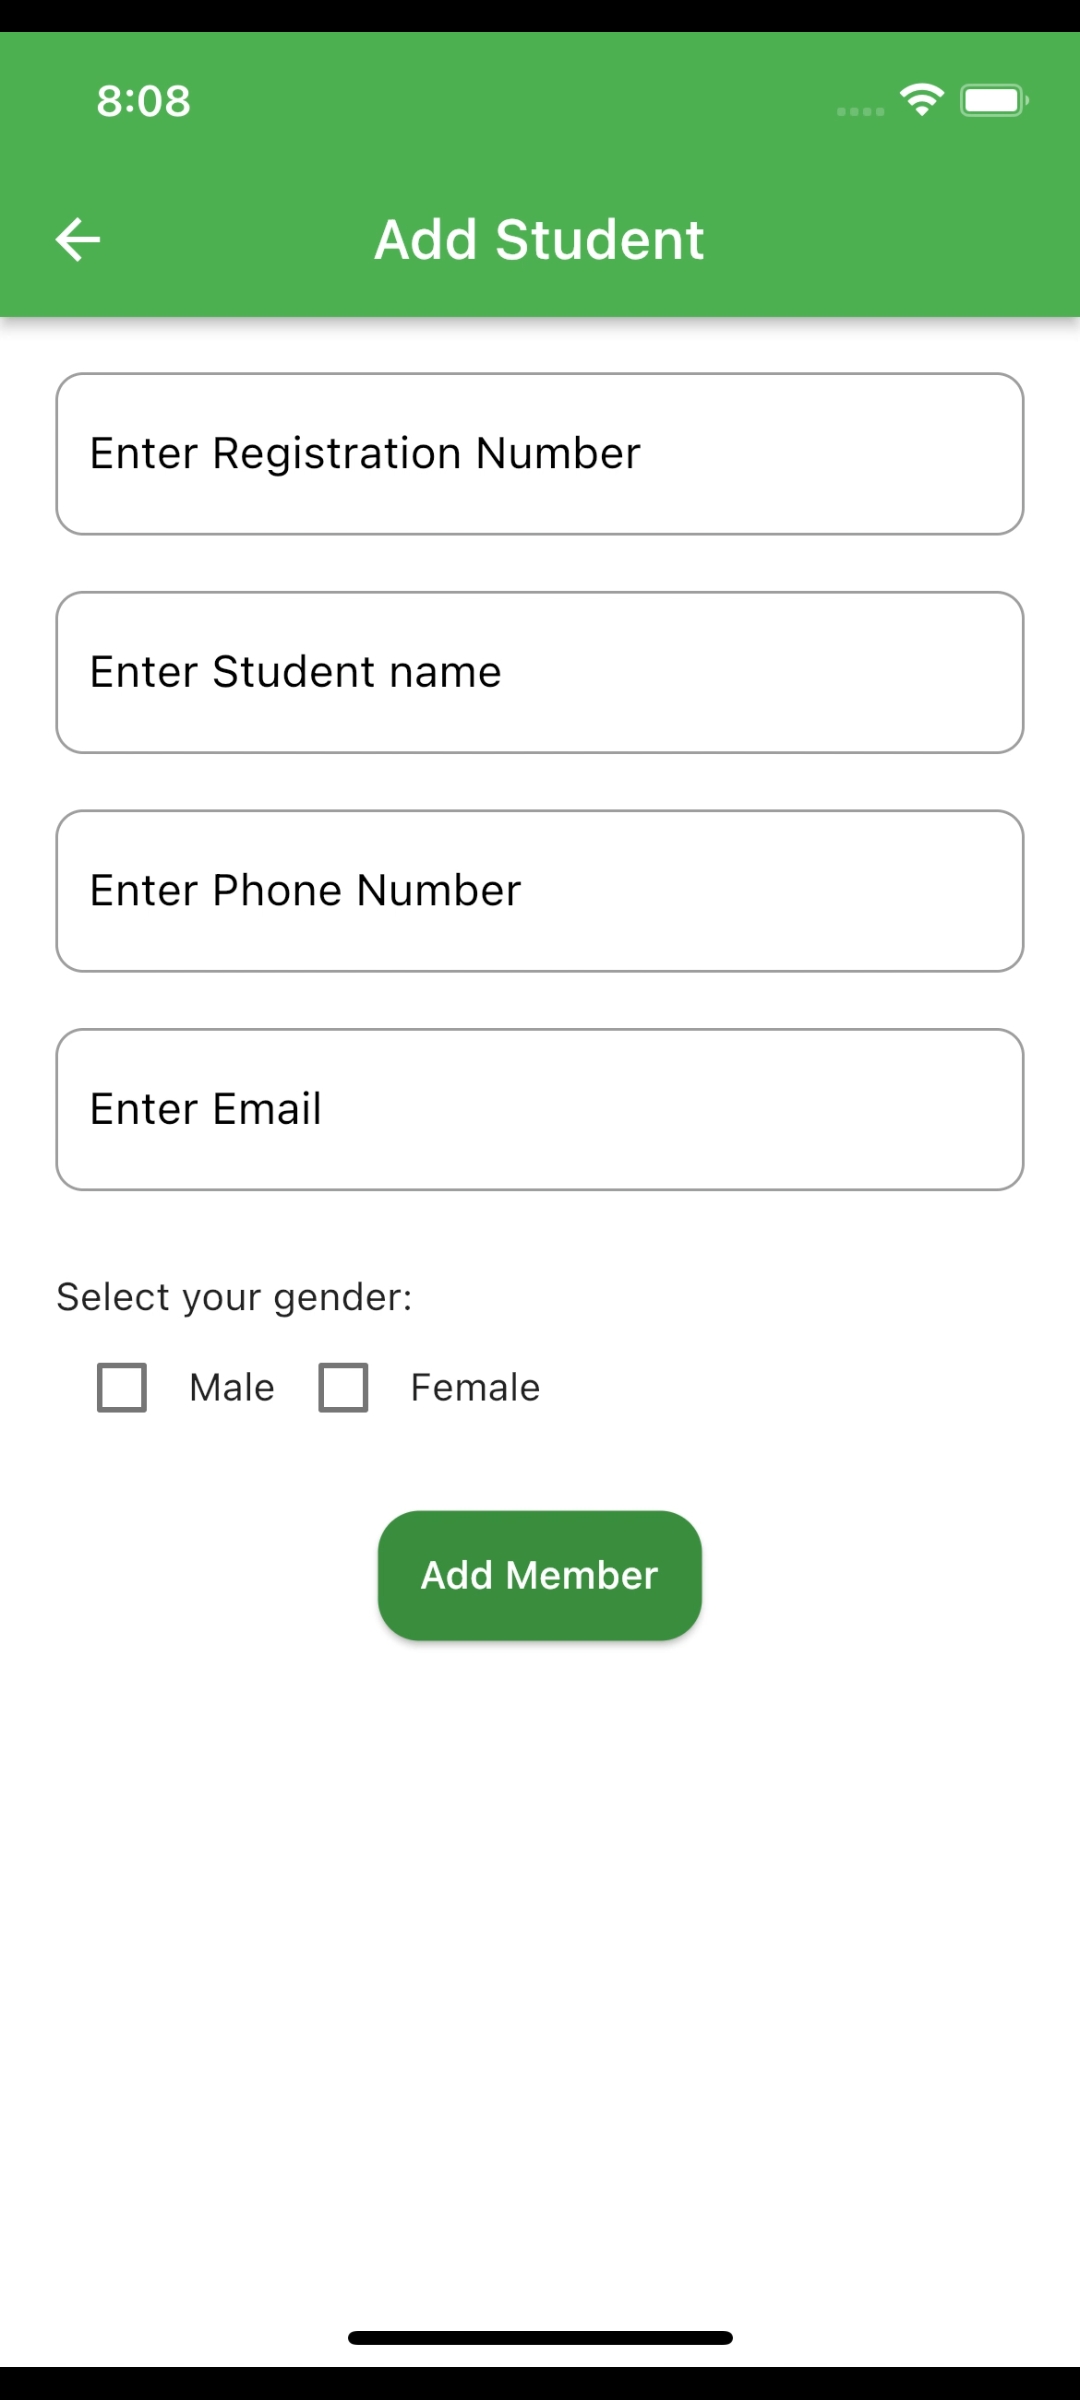 8:08
Add Student
Enter Registration Number
Enter Student name
Enter Phone Number
Enter Email
Select your gender:
Male Female
Add Member